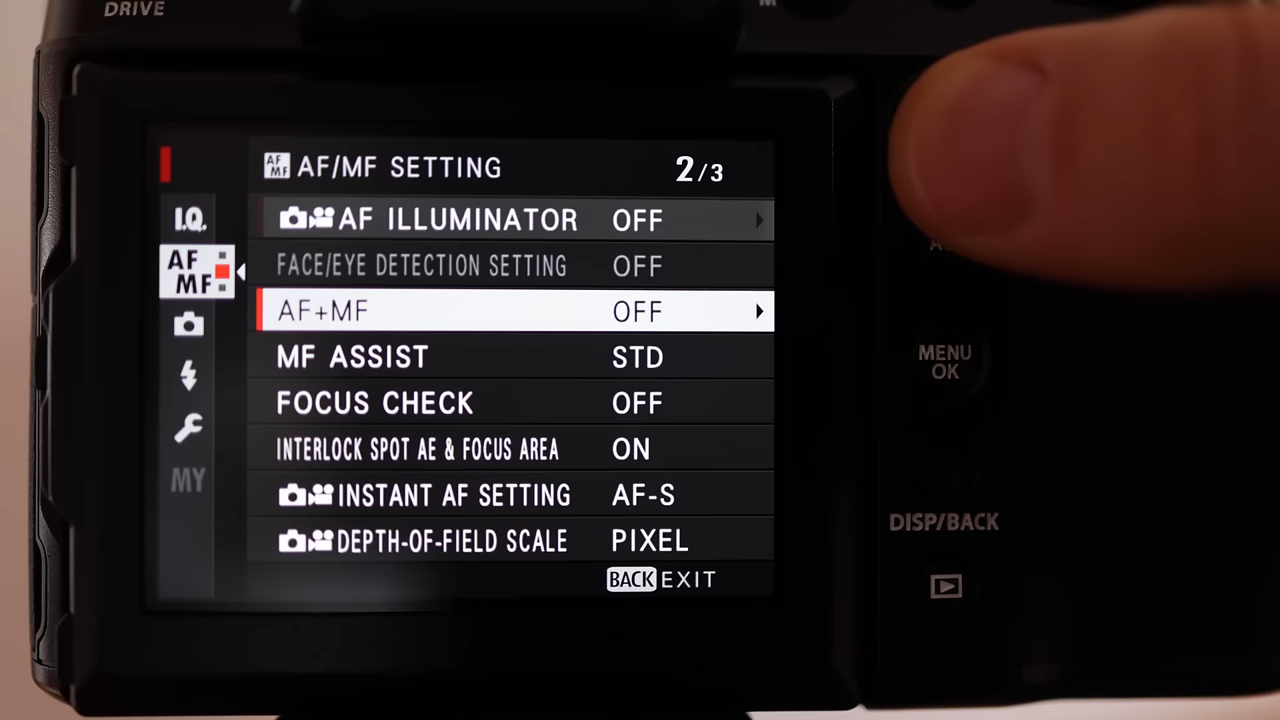 DRIVE
AF MF AF/MF SETTING 2/3
I.Q.
AF MF
MY
AF ILLUMINATOR OFF
FACE/EYE DETECTION SETTING OFF
AF+MF OFF
MF ASSIST STD
FOCUS CHECK OFF
INTERLOCK SPOT AE & FOCUS AREA ON
INSTANT AF SETTING AF-S
DEPTH-OF-FIELD SCALE PIXEL
BACK EXIT
MENU
OK
DISP/BACK